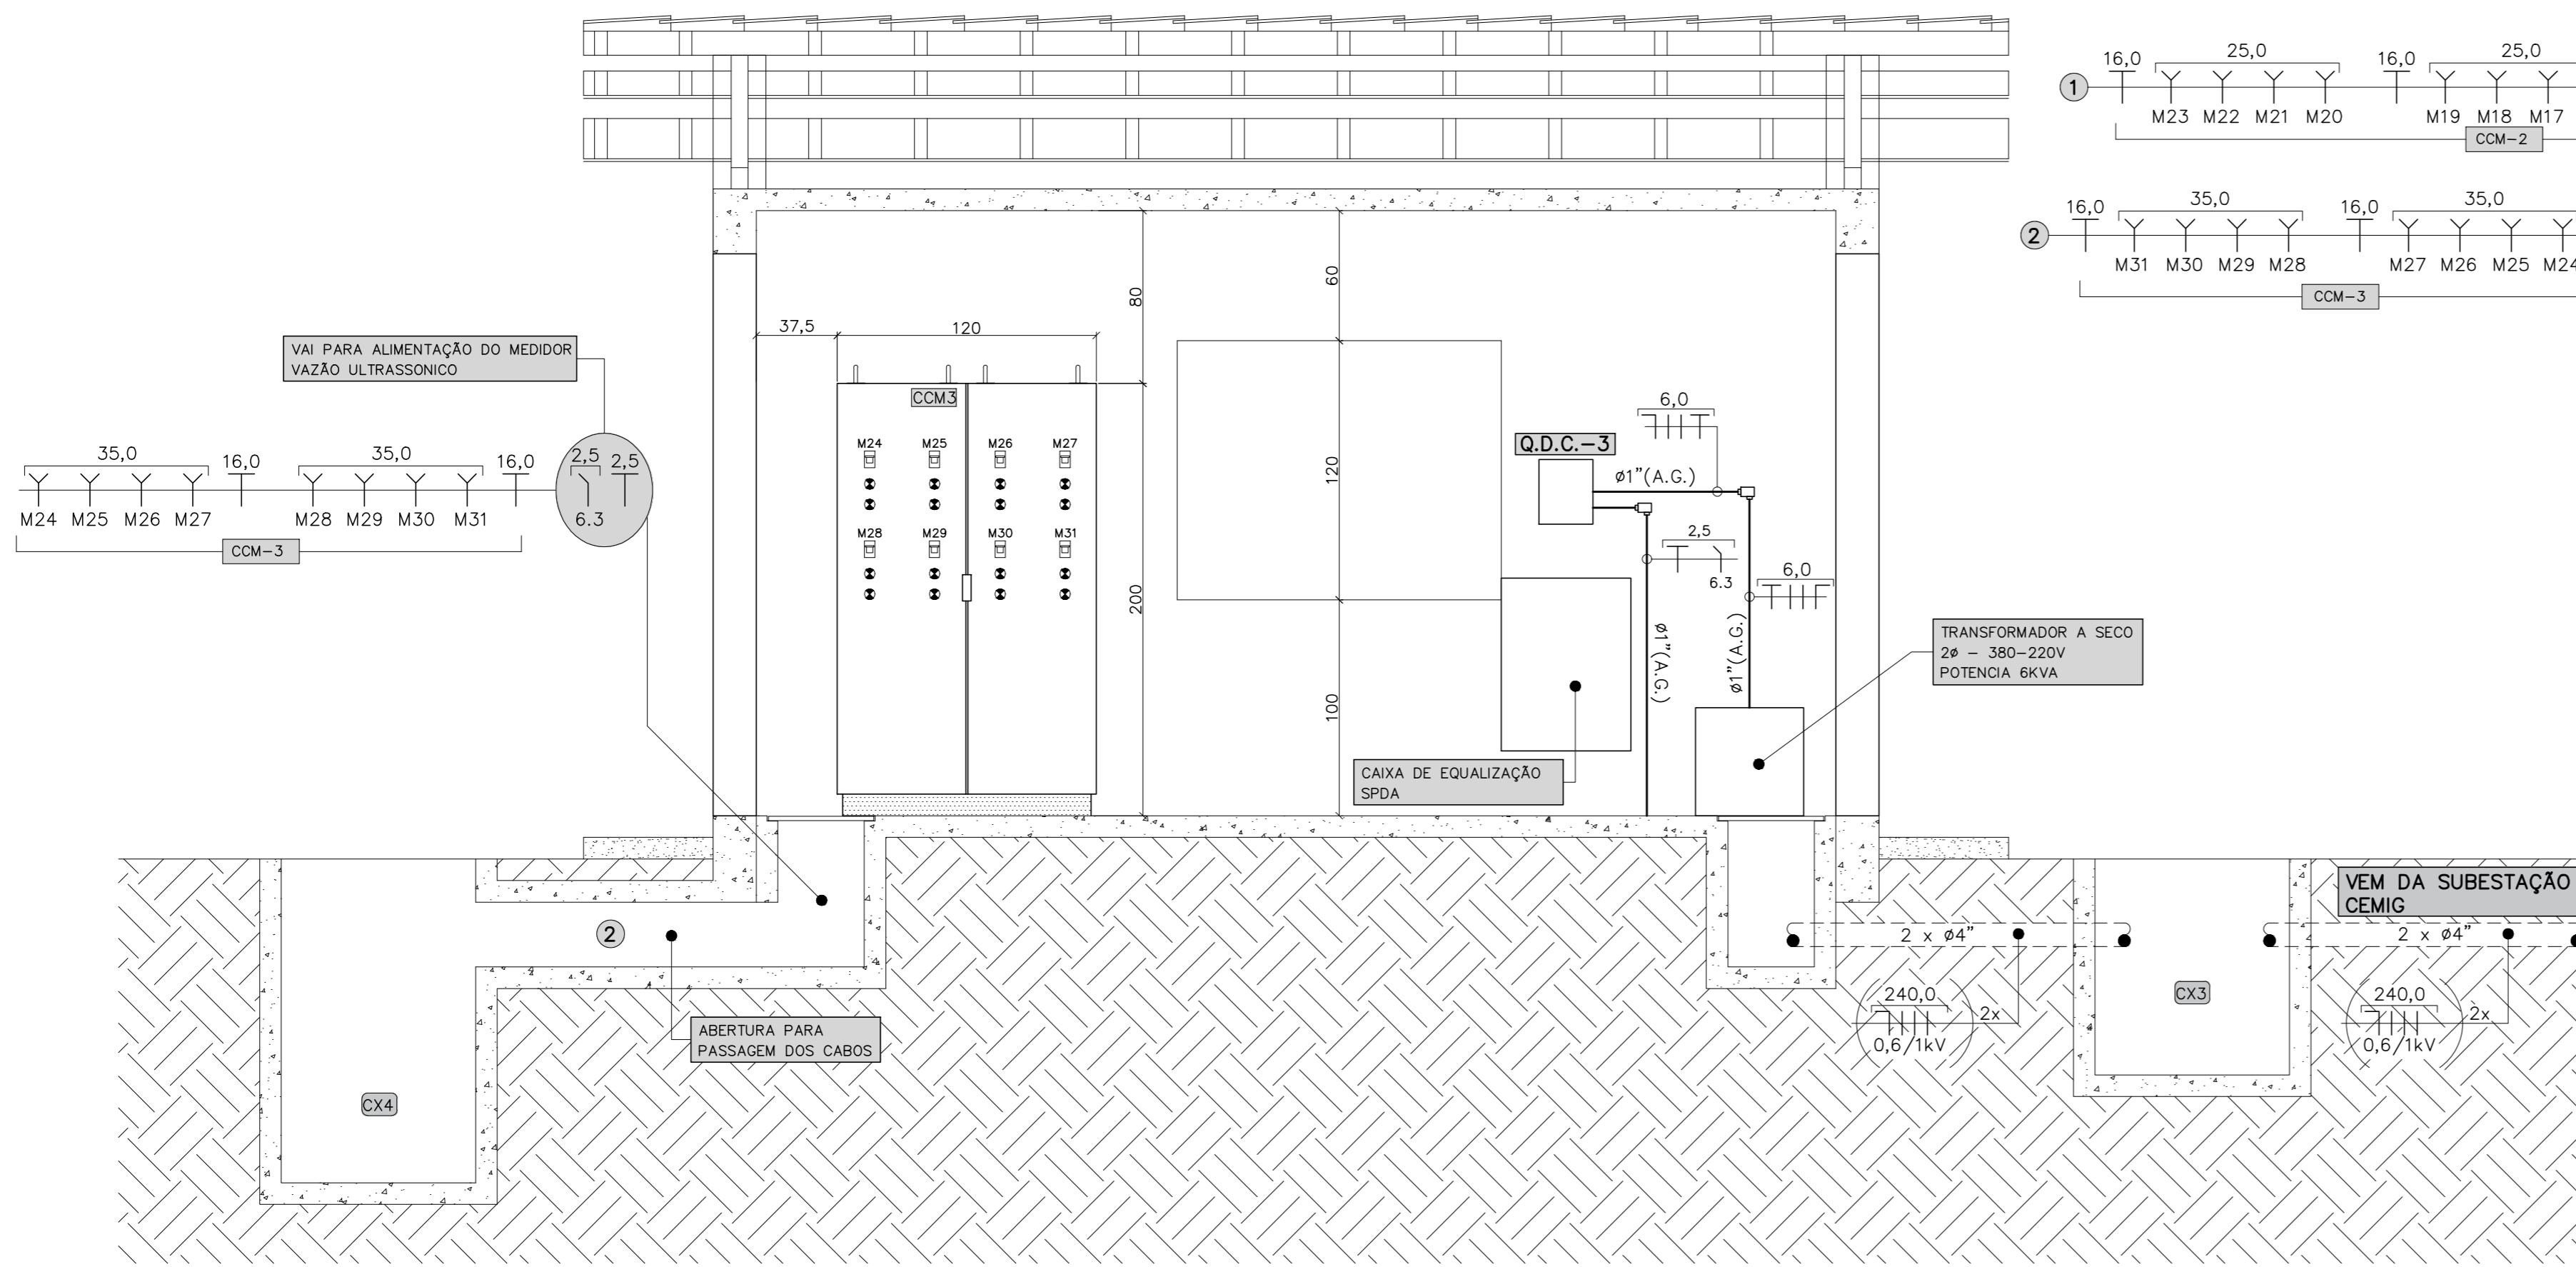 16,0 25,0 16,0 25,0
1
M23 M22 M21 M20 M19 M18 M17
CCM-2
16,0 35,0 16,0 35,0
2
M31 M30 M29 M28 M27 M26 M25 M24
CCM-3
60
80
37,5 120
VAI PARA ALIMENTAÇÃO DO MEDIDOR
VAZÃO ULTRASSONICO
35,0 16,0 35,0 16,0 2,5 2,5
M24 M25 M26 M27 M28 M29 M30 M31 6.3
CCM-3
CCM3
M24 M25 M26 M27
M28 M29 M30 M31
200
120
100
6,0
Q.D.C.-3
ø1"(A.G.)
2,5
6.3
6,0
ø1"(A.G.)
ø1"(A.G.)
TRANSFORMADOR A SECO
2ø - 380-220V
POTENCIA 6KVA
CAIXA DE EQUALIZAÇÃO
SPDA
2
ABERTURA PARA
PASSAGEM DOS CABOS
CX4
VEM DA SUBESTAÇÃO
CEMIG
2 x ø4"
2 x ø4"
240,0 2x
0,6/1kV
CX3
240,0 2x
0,6/1kV